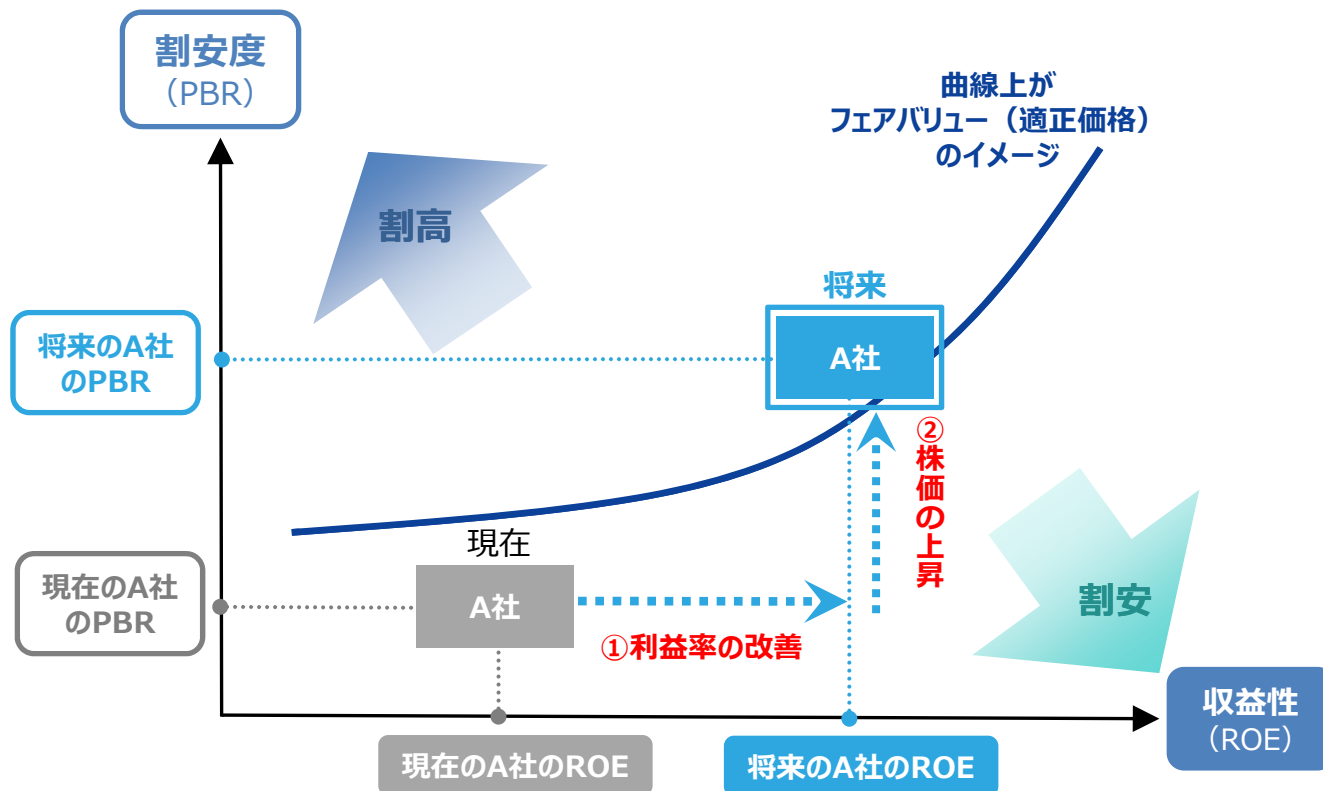 割安度
（PBR）
曲線上が
フェアバリュー（適正価格）
のイメージ
割高
将来
将来のA社
のPBR
A社
②株価の上昇
現在
現在のA社
のPBR
A社
①利益率の改善
割安
収益性
（ROE）
現在のA社のROE
将来のA社のROE